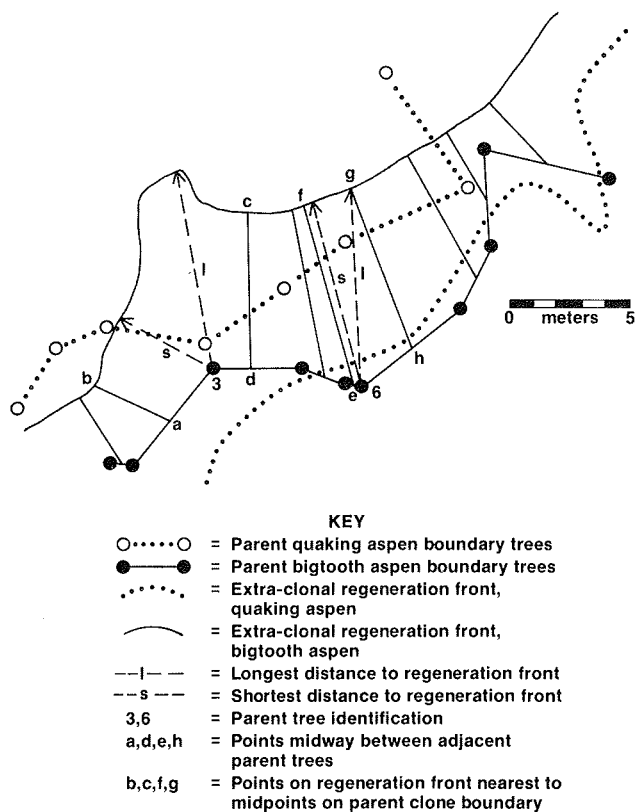 g
c
f
l
s
l
s
b
3
d
e
6
h
a
0 meters 5
KEY
= Parent quaking aspen boundary trees
= Parent bigtooth aspen boundary trees
= Extra-clonal regeneration front,
quaking aspen
= Extra-clonal regeneration front,
bigtooth aspen
l = Longest distance to regeneration front
s = Shortest distance to regeneration front
3,6 = Parent tree identification
a,d,e,h = Points midway between adjacent
parent trees
b,c,f,g = Points on regeneration front nearest to
midpoints on parent clone boundary